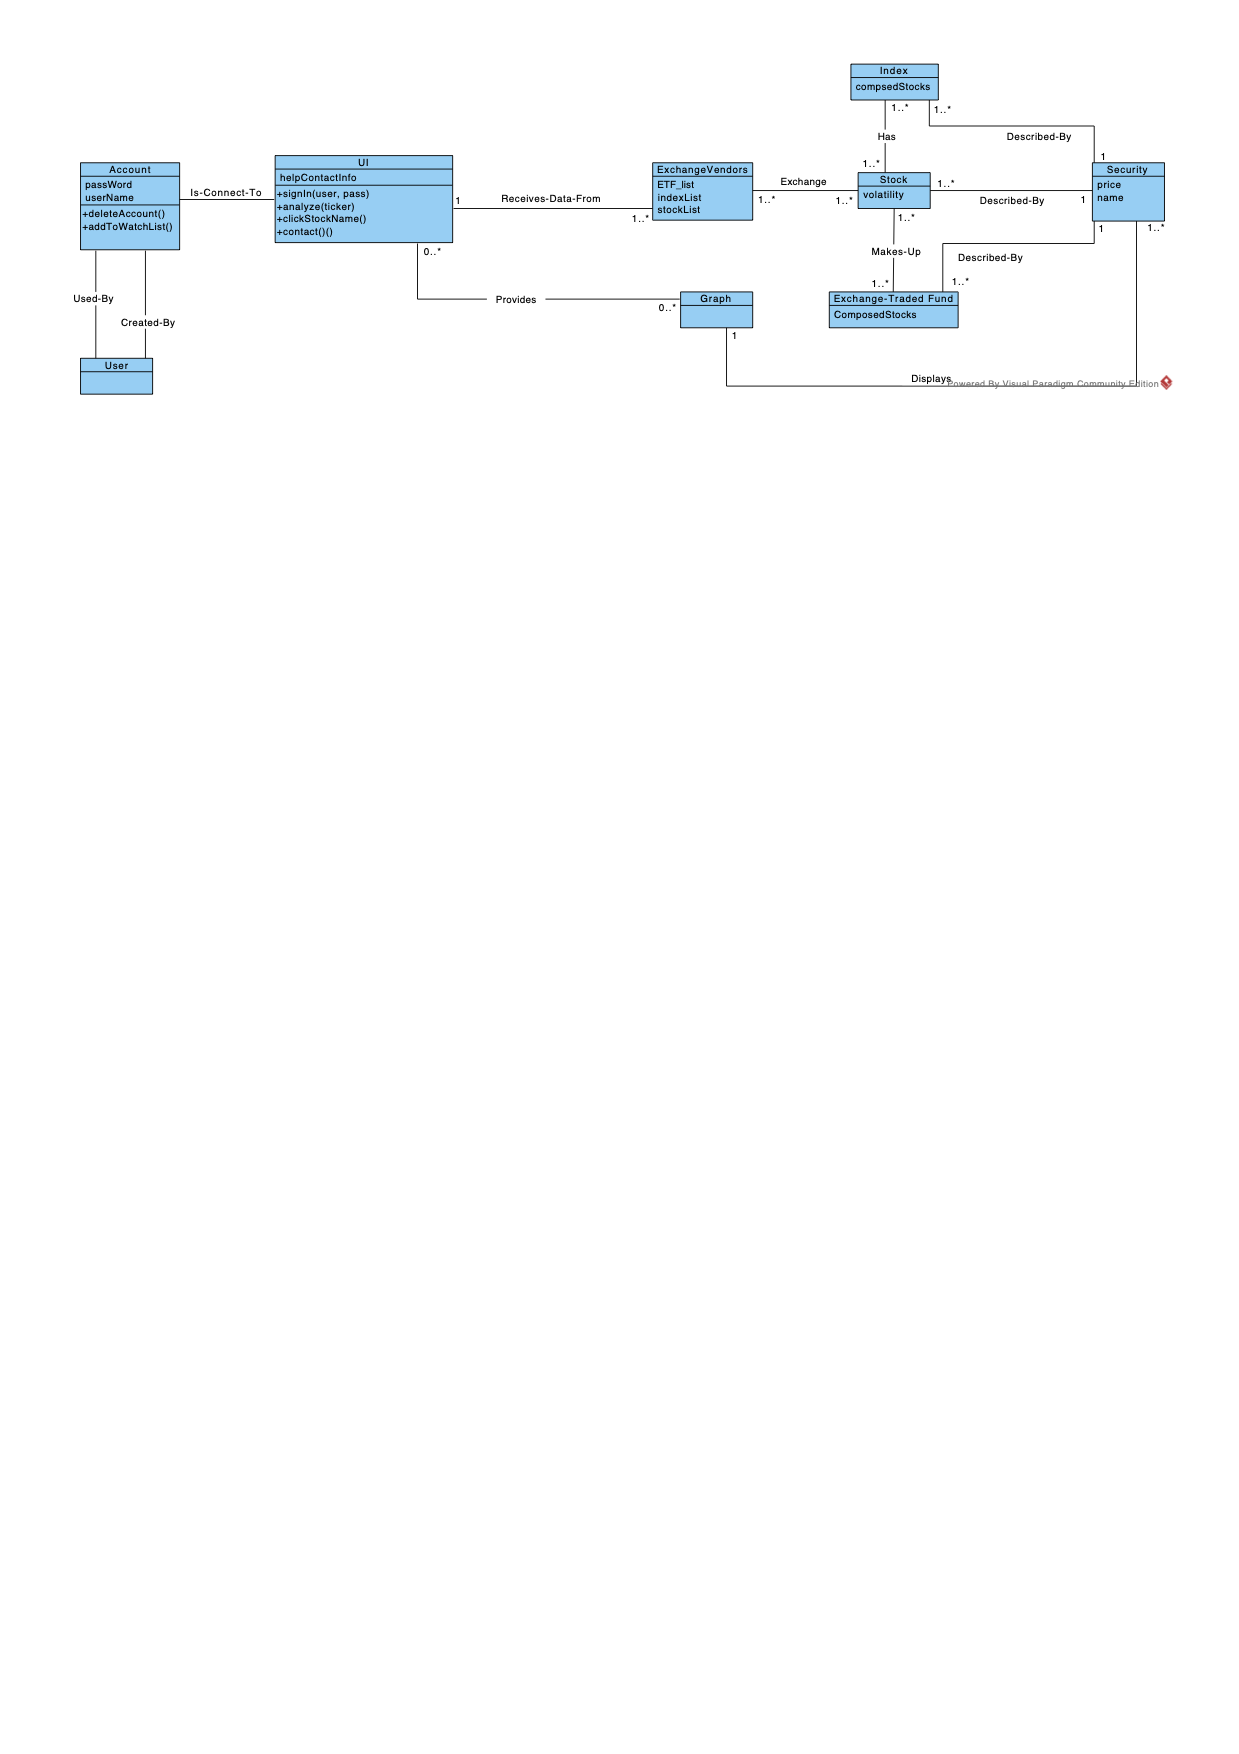 Index
compsedStocks
1..*
1..*
Has
Described-By
1..*
1
Account
passWord
userName
+deleteAccount()
+addToWatchList()
Is-Connect-To
UI
helpContactInfo
+signIn(user, pass)
+analyze(ticker)
+clickStockName()
+contact()()
1
Receives-Data-From
1..*
ExchangeVendors
ETF_list
indexList
stockList
Exchange
1..*
1..*
Stock
volatility
1..*
Described-By
1
Security
price
name
1..*
1
1..*
0..*
Makes-Up
Described-By
1..*
1..*
Used-By
Created-By
Provides
0..*
Graph
1
Exchange-Traded Fund
ComposedStocks
User
Displays
Powered By Visual Paradigm Community Edition